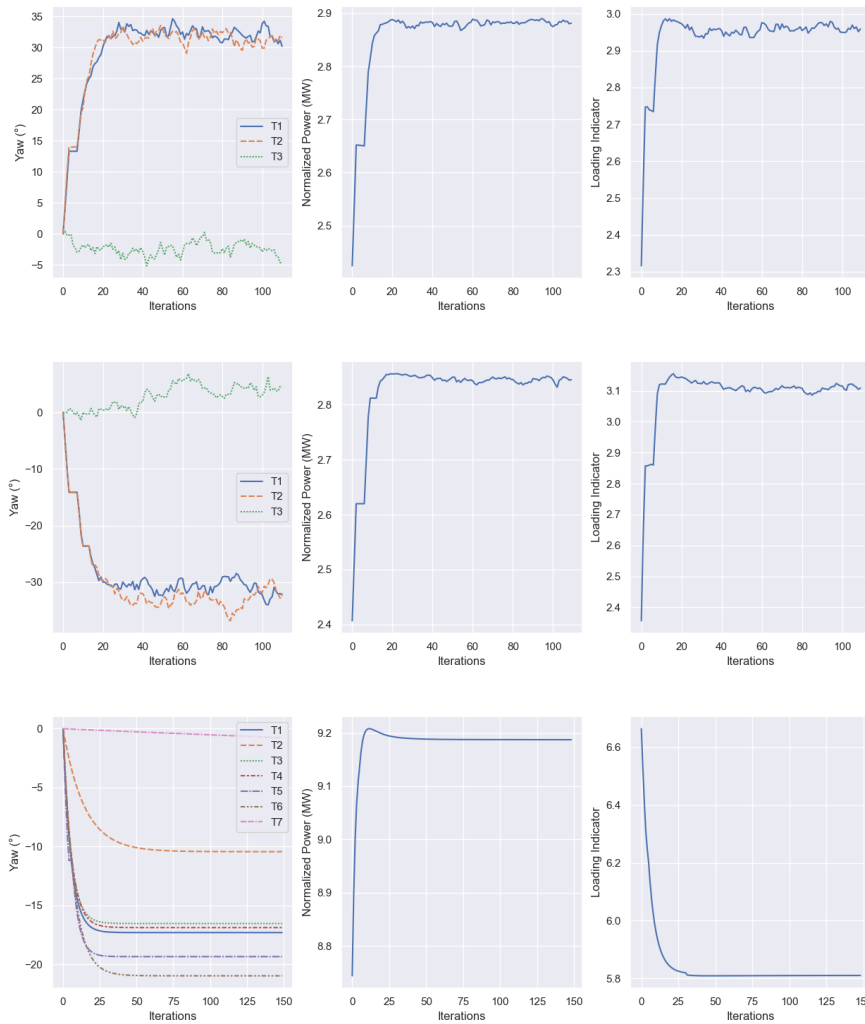 35
30
25
20
15
10
5
0
−5
Yaw (°)
T1
T2
T3
0 20 40 60 80 100
Iterations
2.9
2.8
2.7
2.6
2.5
Normalized Power (MW)
0 20 40 60 80 100
Iterations
3.0
2.9
2.8
2.7
2.6
2.5
2.4
2.3
Loading Indicator
0 20 40 60 80 100
Iterations
0
−10
−20
−30
Yaw (°)
T1
T2
T3
0 20 40 60 80 100
Iterations
2.8
2.7
2.6
2.5
2.4
Normalized Power (MW)
0 20 40 60 80 100
Iterations
3.1
3.0
2.9
2.8
2.7
2.6
2.5
2.4
Loading Indicator
0 20 40 60 80 100
Iterations
0
−5
−10
−15
−20
Yaw (°)
T1
T2
T3
T4
T5
T6
T7
0 25 50 75 100 125 150
Iterations
9.2
9.1
9.0
8.9
8.8
Normalized Power (MW)
0 25 50 75 100 125 150
Iterations
6.6
6.4
6.2
6.0
5.8
Loading Indicator
0 25 50 75 100 125
Iterations